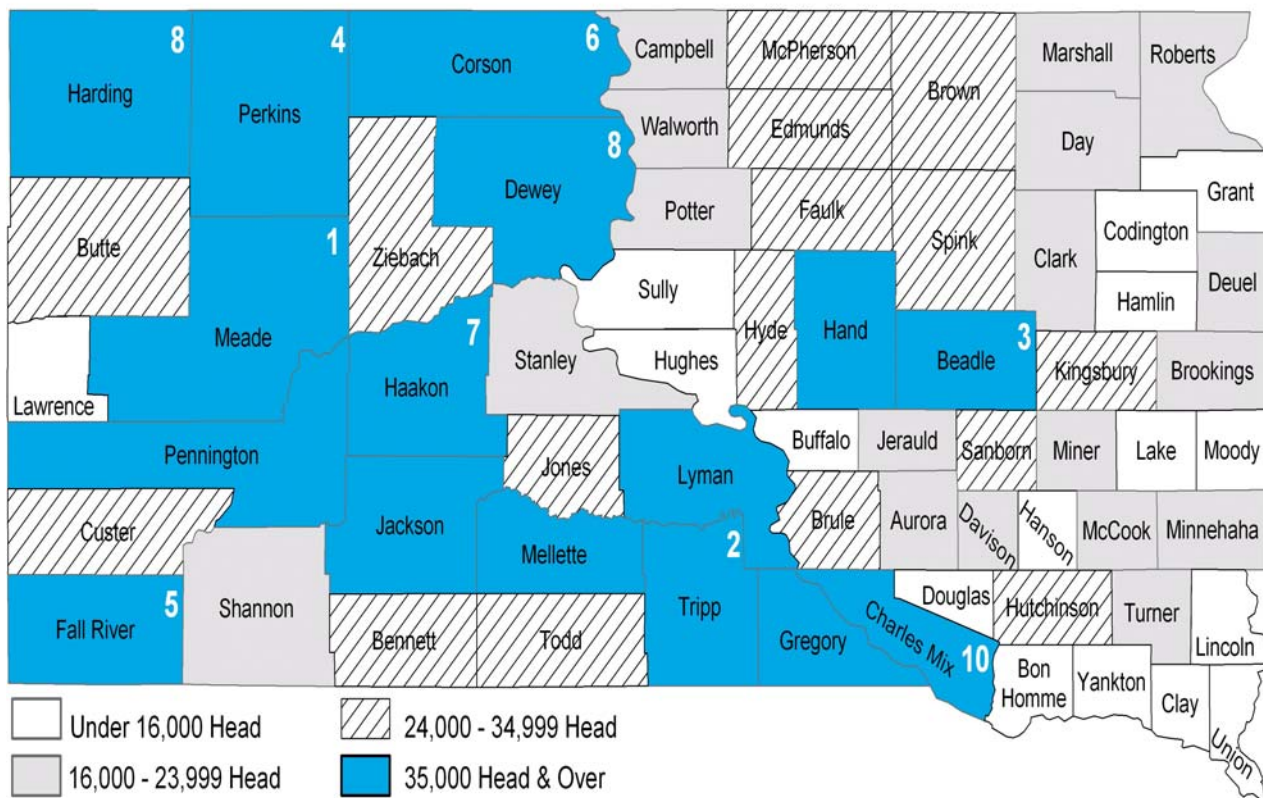 8
4
6
Campbell
McPherson
Marshall
Roberts
Harding
Perkins
Corson
Brown
Walworth
Edmunds
Day
Dewey
8
Potter
Faulk
Grant
Butte
1
Ziebach
Spink
Clark
Codington
Deuel
Sully
Hamlin
Meade
7
Stanley
Hyde
Hand
Beadle
3
Hughes
Kingsbury
Brookings
Lawrence
Haakon
Pennington
Jones
Lyman
Buffalo
Jerauld
Sanborn
Miner
Lake
Moody
Custer
Jackson
Mellette
2
Brule
Aurora
Davison
Hanson
McCook
Minnehaha
Fall River
5
Shannon
Bennett
Todd
Tripp
Gregory
Charles Mix
10
Douglas
Hutchinson
Turner
Lincoln
Bon
Homme
Yankton
Clay
Union
Under 16,000 Head
24,000 - 34,999 Head
16,000 - 23,999 Head
35,000 Head & Over